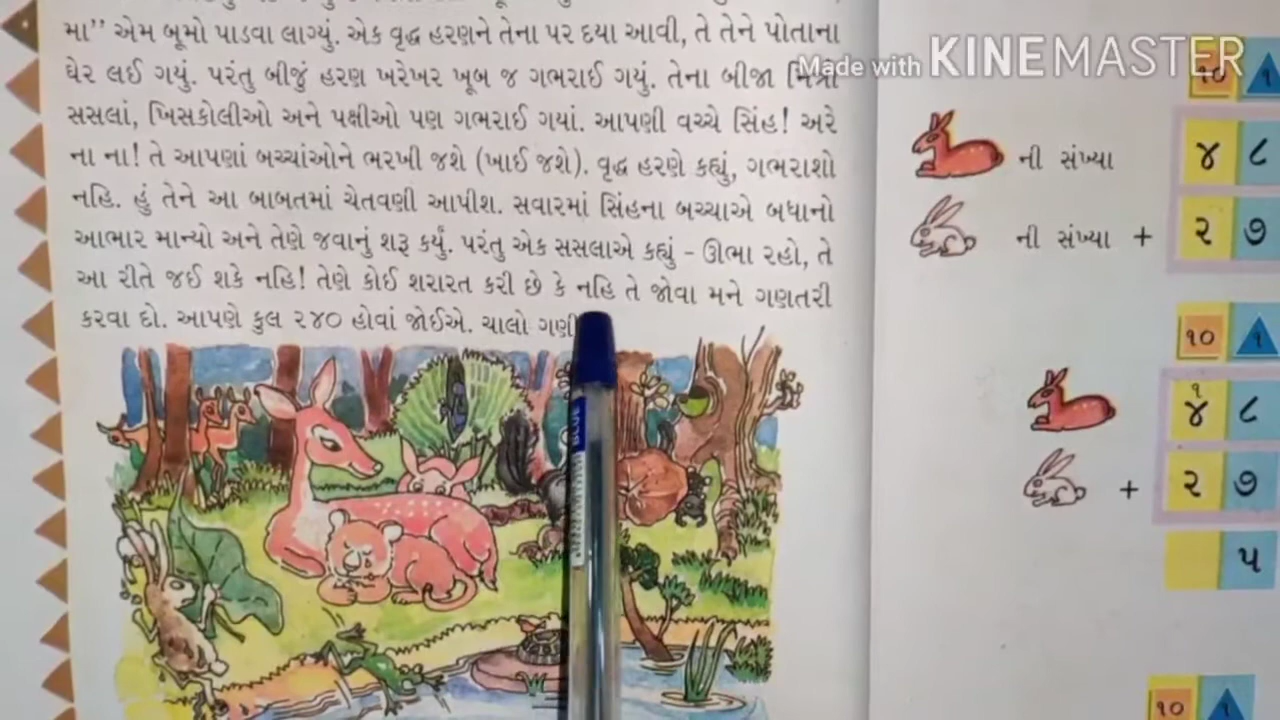 મા” એમ બૂમો પાડવા લાગ્યું. એક વૃદ્ધ હરણને તેના પર દયા આવી, તે તેને પોતાના
ઘેર લઈ ગયું. પરંતુ બીજું હરણ ખરેખર ખૂબ જ ગભરાઈ ગયું. તેના બીજા મિત્રો
સસલાં, ખિસકોલીઓ અને પક્ષીઓ પણ ગભરાઈ ગયાં. આપણી વચ્ચે સિંહ! અરે
ના ના! તે આપણાં બચ્ચાંઓને ભરખી જશે (ખાઈ જશે). વૃદ્ધ હરણે કહ્યું, ગભરાશો
નહિ. હું તેને આ બાબતમાં ચેતવણી આપીશ. સવારમાં સિંહના બચ્ચાએ બધાનો
આભાર માન્યો અને તેણે જવાનું શરૂ કર્યું. પરંતુ એક સસલાએ કહ્યું - ઊભા રહો, તે
આ રીતે જઈ શકે નહિ! તેણે કોઈ શરારત કરી છે કે નહિ તે જોવા મને ગણતરી
કરવા દો. આપણે કુલ ૨૪૦ હોવાં જોઈએ. ચાલો ગણી
Made with KINEMASTER
૧૦ ૧
ની સંખ્યા ૪ ૮
ની સંખ્યા + ૨ ૭
૧૦ ૧
૧
૪ ૮
+ ૨ ૭
૫
૧૦ ૧
BLUE